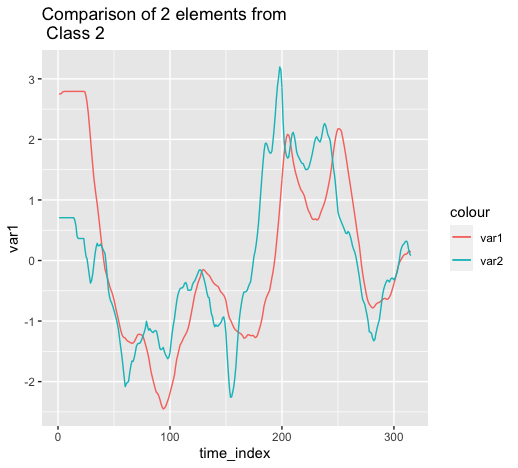 Comparison of 2 elements from
Class 2
3
2
1
0
-1
-2
var1
0
100
200
300
time_index
colour
var1
var2